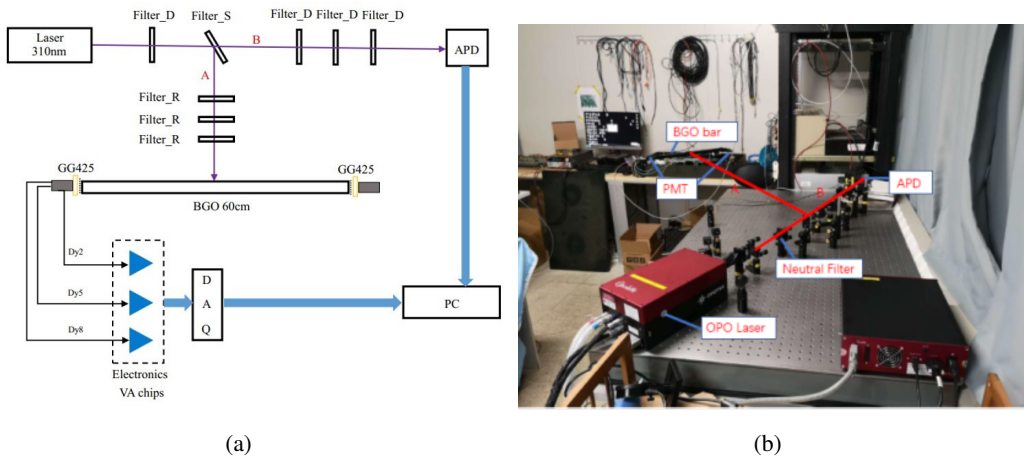 Filter_D
Filter_S
Filter_D Filter_D Filter_D
Laser
310nm
B
APD
A
Filter_R
Filter_R
Filter_R
GG425
GG425
BGO 60cm
Dy2
Dy5
Dy8
D
A
Q
PC
Electronics
VA chips
(a)
BGO bar
PMT
A
B
APD
Neutral Filter
OPO Laser
(b)